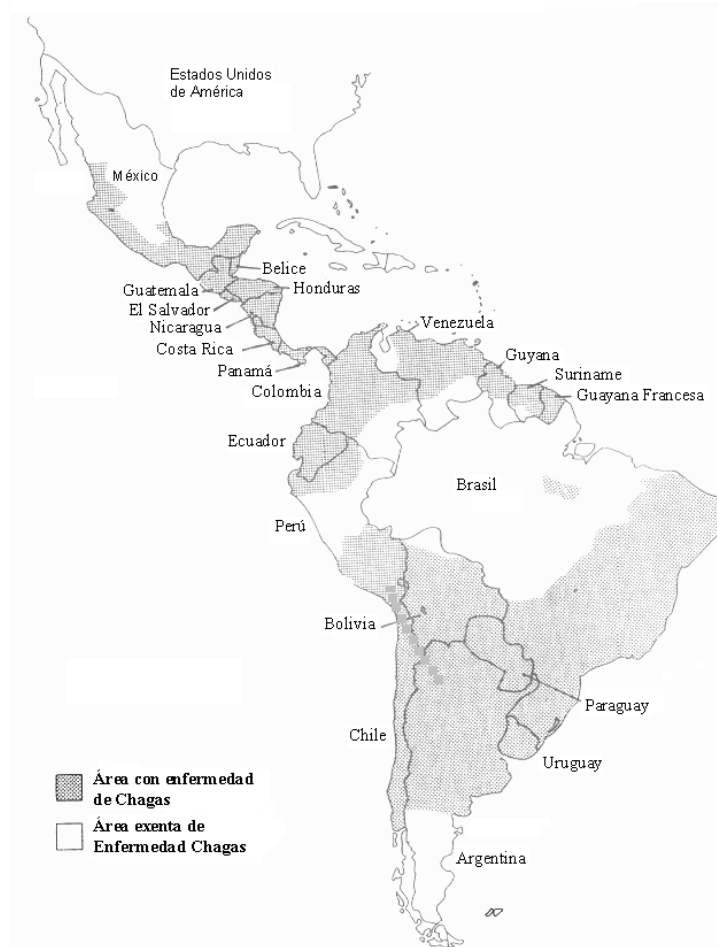 Estados Unidos
de América
México
Belice
Guatemala
Honduras
El Salvador
Nicaragua
Costa Rica
Panamá
Venezuela
Guyana
Suriname
Guayana Francesa
Colombia
Ecuador
Brasil
Perú
Bolivia
Paraguay
Chile
Uruguay
Área con enfermedad
de Chagas
Área exenta de
Enfermedad Chagas
Argentina